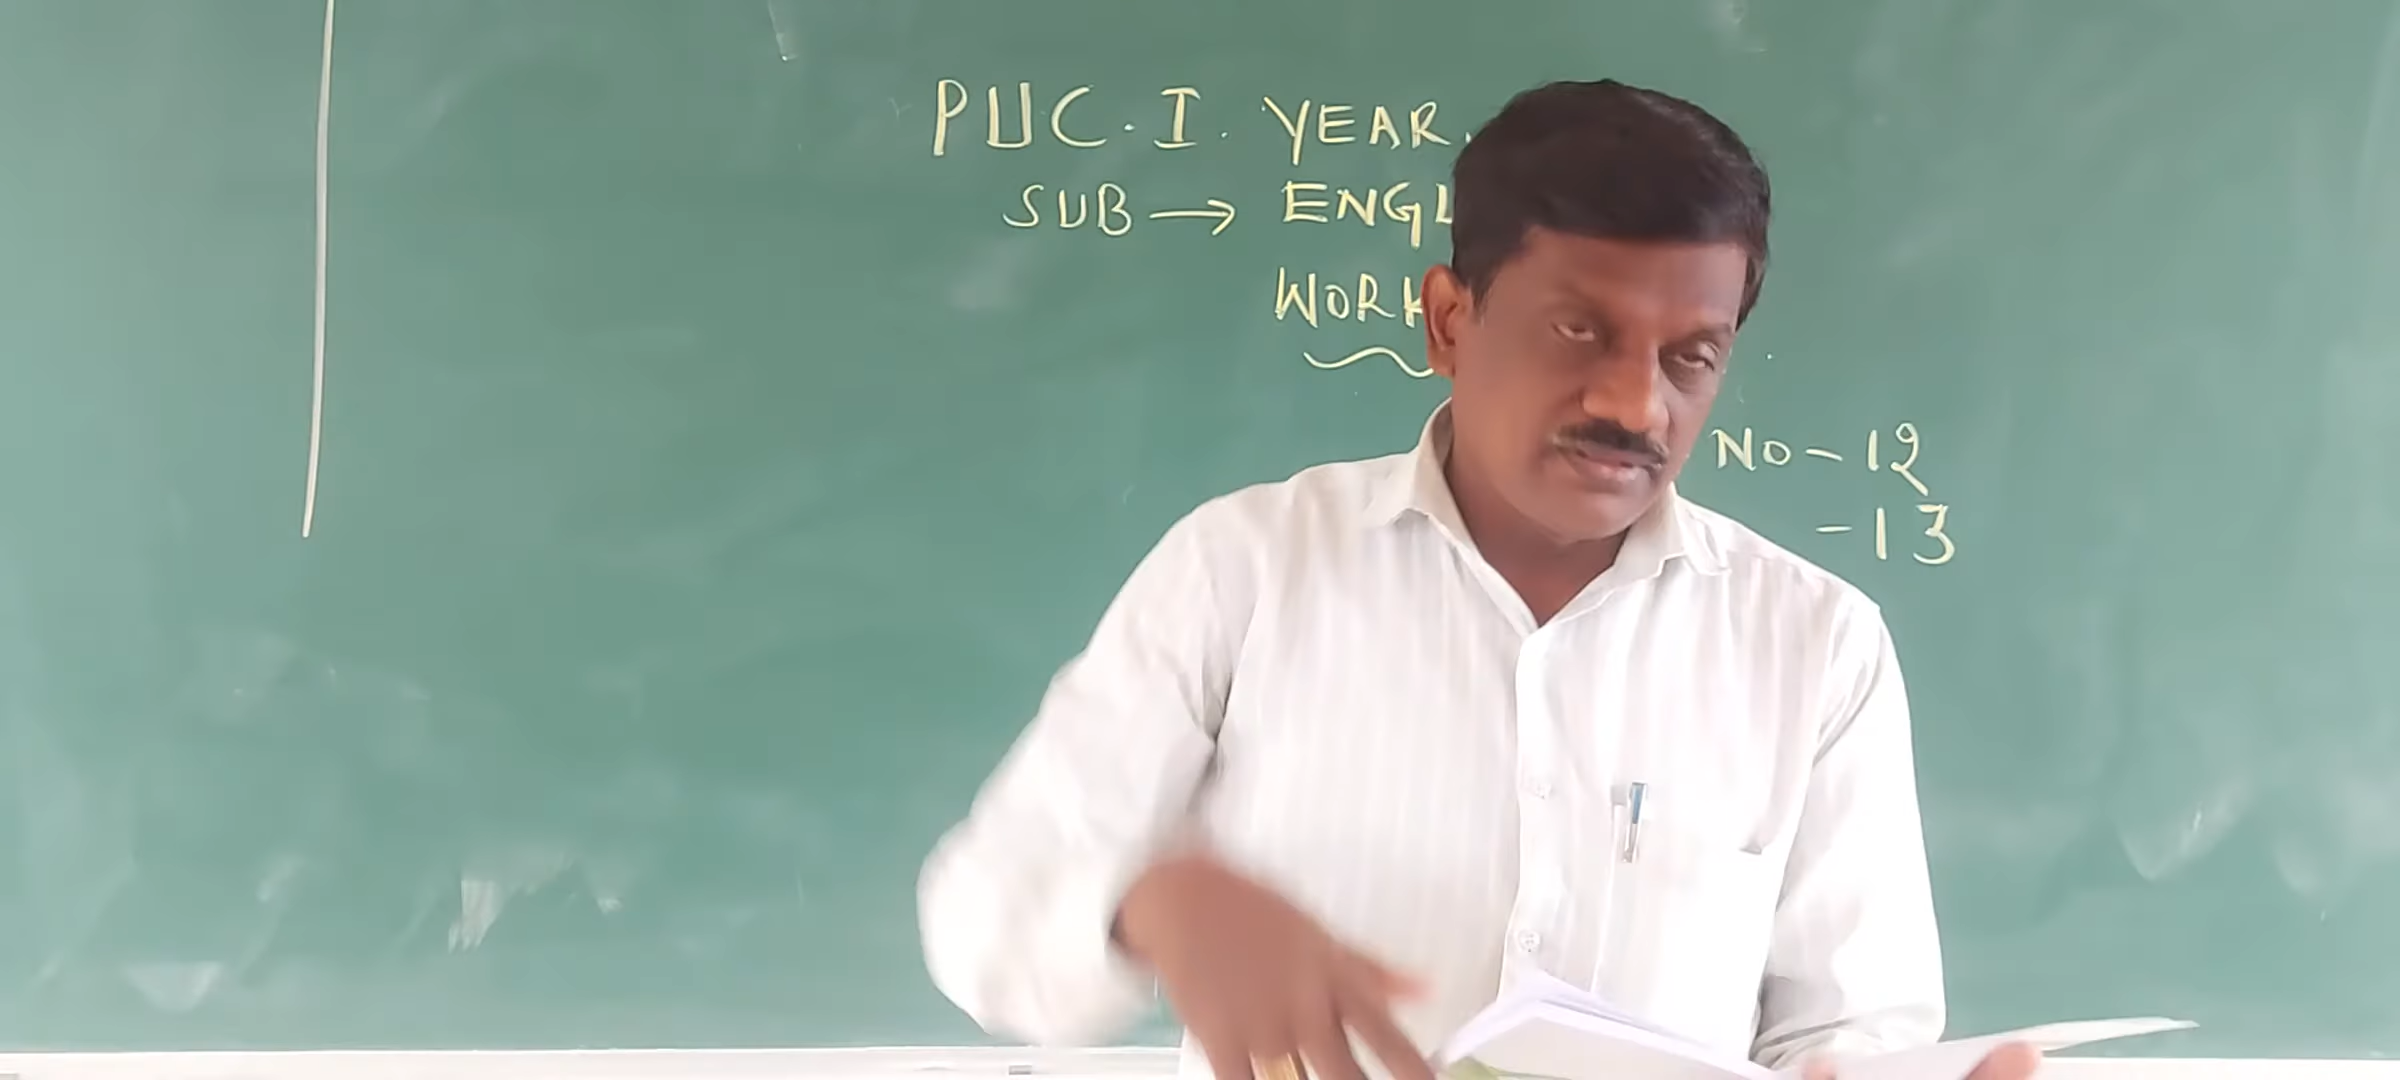 PUC. I. YEAR.
SUB → ENGL
WORK
NO - 12
- 13